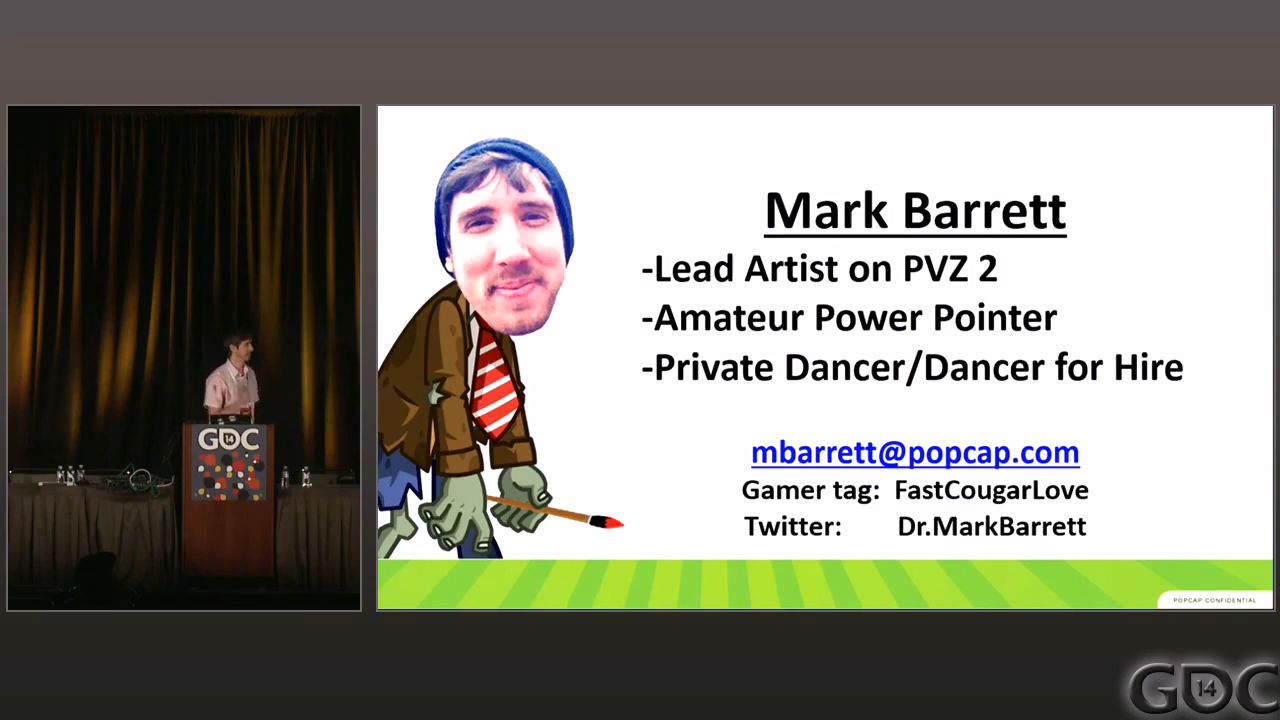 Mark Barrett
-Lead Artist on PVZ 2
-Amateur Power Pointer
-Private Dancer/Dancer for Hire
mbarrett@popcap.com
Gamer tag: FastCougarLove
Twitter: Dr.MarkBarrett
POPCAP CONFIDENTIAL
GDC 14
GDC 14